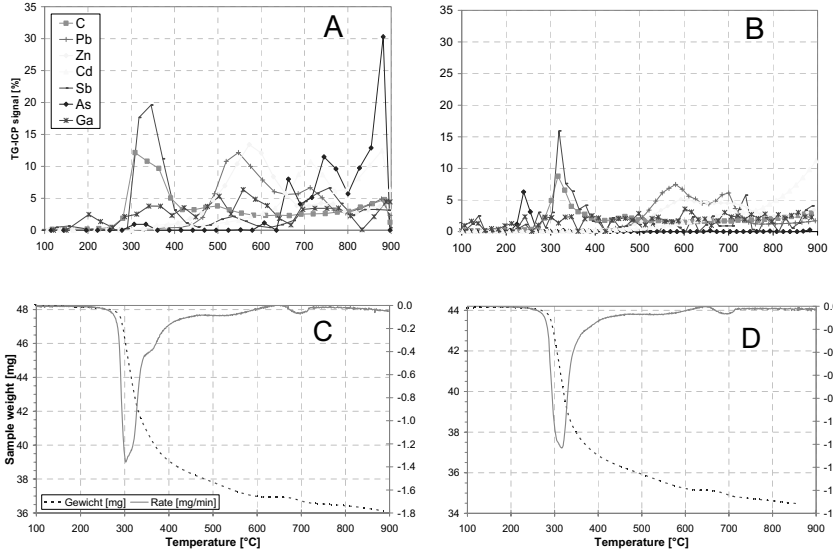 A
B
TG-ICP signal [%]
35
30
25
20
15
10
5
0
C
Pb
Zn
Cd
Sb
As
Ga
100 200 300 400 500 600 700 800 900
35
30
25
20
15
10
5
0
100 200 300 400 500 600 700 800 900
C
Sample weight [mg]
48
46
44
42
40
38
36
0.0
-0.2
-0.4
-0.6
-0.8
-1.0
-1.2
-1.4
-1.6
-1.8
Gewicht [mg] Rate [mg/min]
100 200 300 400 500 600 700 800 900
Temperature [°C]
D
44
42
40
38
36
34
100 200 300 400 500 600 700 800 900
Temperature [°C]